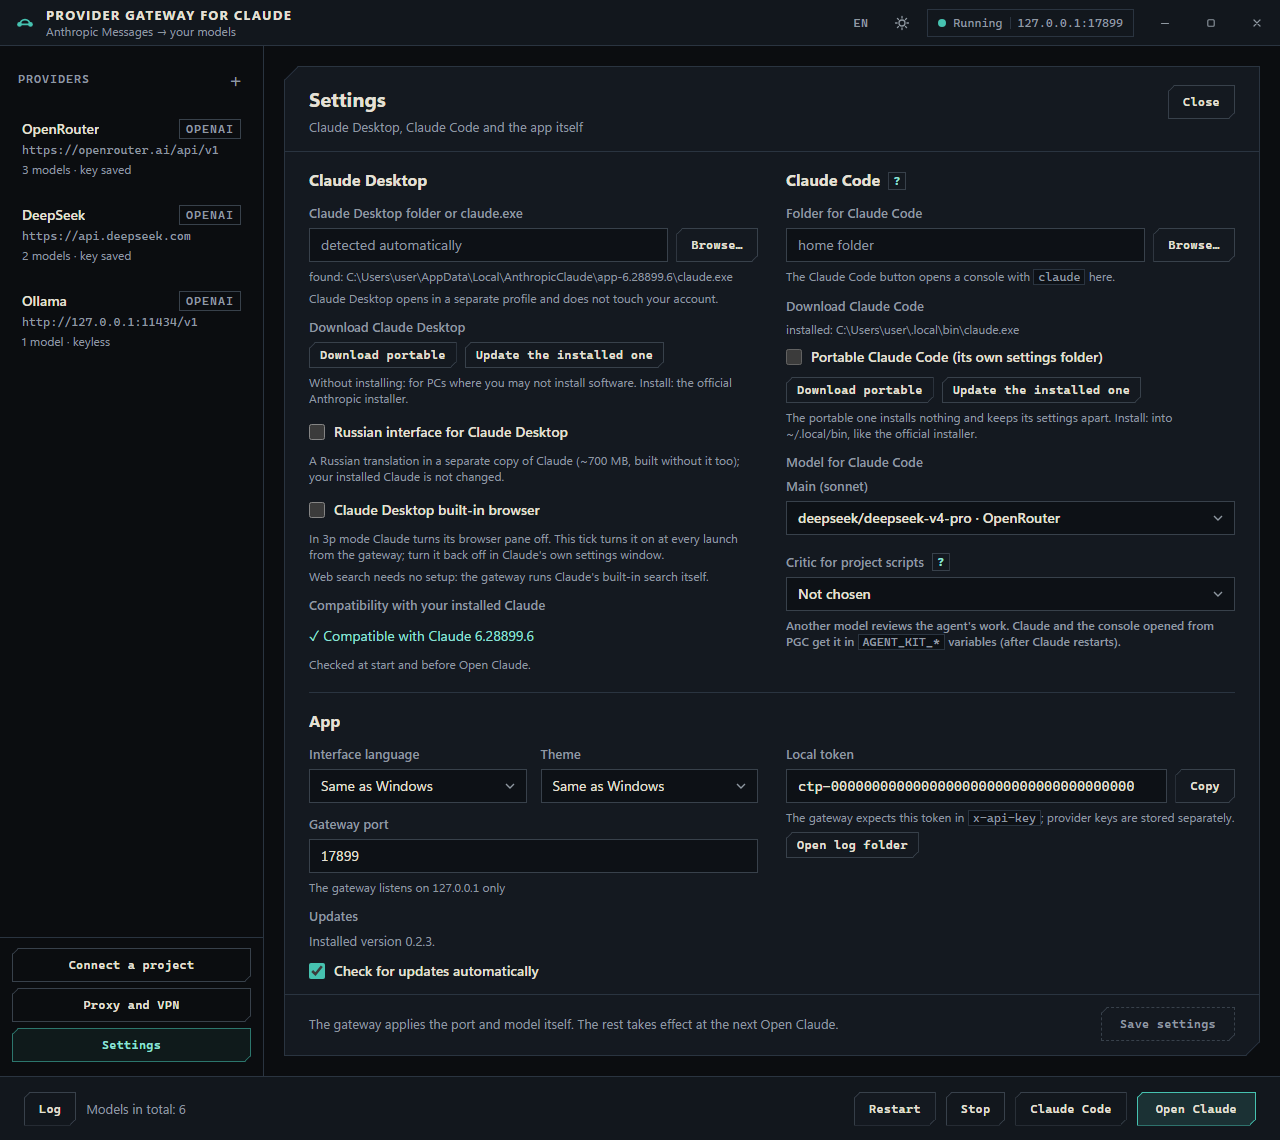 PROVIDER GATEWAY FOR CLAUDE
Anthropic Messages → your models
EN
Running
127.0.0.1:17899
PROVIDERS
+
OpenRouter
OPENAI
https://openrouter.ai/api/v1
3 models · key saved
DeepSeek
OPENAI
https://api.deepseek.com
2 models · key saved
Ollama
OPENAI
http://127.0.0.1:11434/v1
1 model · keyless
Connect a project
Proxy and VPN
Settings
Settings
Claude Desktop, Claude Code and the app itself
Close
Claude Desktop
Claude Desktop folder or claude.exe
detected automatically
Browse…
found: C:\Users\user\AppData\Local\AnthropicClaude\app-6.28899.6\claude.exe
Claude Desktop opens in a separate profile and does not touch your account.
Download Claude Desktop
Download portable
Update the installed one
Without installing: for PCs where you may not install software. Install: the official
Anthropic installer.
Russian interface for Claude Desktop
A Russian translation in a separate copy of Claude (~700 MB, built without it too);
your installed Claude is not changed.
Claude Desktop built-in browser
In 3p mode Claude turns its browser pane off. This tick turns it on at every launch
from the gateway; turn it back off in Claude's own settings window.
Web search needs no setup: the gateway runs Claude's built-in search itself.
Compatibility with your installed Claude
✓ Compatible with Claude 6.28899.6
Checked at start and before Open Claude.
Claude Code ?
Folder for Claude Code
home folder
Browse…
The Claude Code button opens a console with claude here.
Download Claude Code
installed: C:\Users\user\.local\bin\claude.exe
Portable Claude Code (its own settings folder)
Download portable
Update the installed one
The portable one installs nothing and keeps its settings apart. Install: into
~/.local/bin, like the official installer.
Model for Claude Code
Main (sonnet)
deepseek/deepseek-v4-pro · OpenRouter
Critic for project scripts ?
Not chosen
Another model reviews the agent's work. Claude and the console opened from
PGC get it in AGENT_KIT_* variables (after Claude restarts).
App
Interface language
Same as Windows
Theme
Same as Windows
Gateway port
17899
The gateway listens on 127.0.0.1 only
Updates
Installed version 0.2.3.
Check for updates automatically
Local token
ctp-00000000000000000000000000000000000000
Copy
The gateway expects this token in x-api-key; provider keys are stored separately.
Open log folder
The gateway applies the port and model itself. The rest takes effect at the next Open Claude.
Save settings
Log
Models in total: 6
Restart
Stop
Claude Code
Open Claude